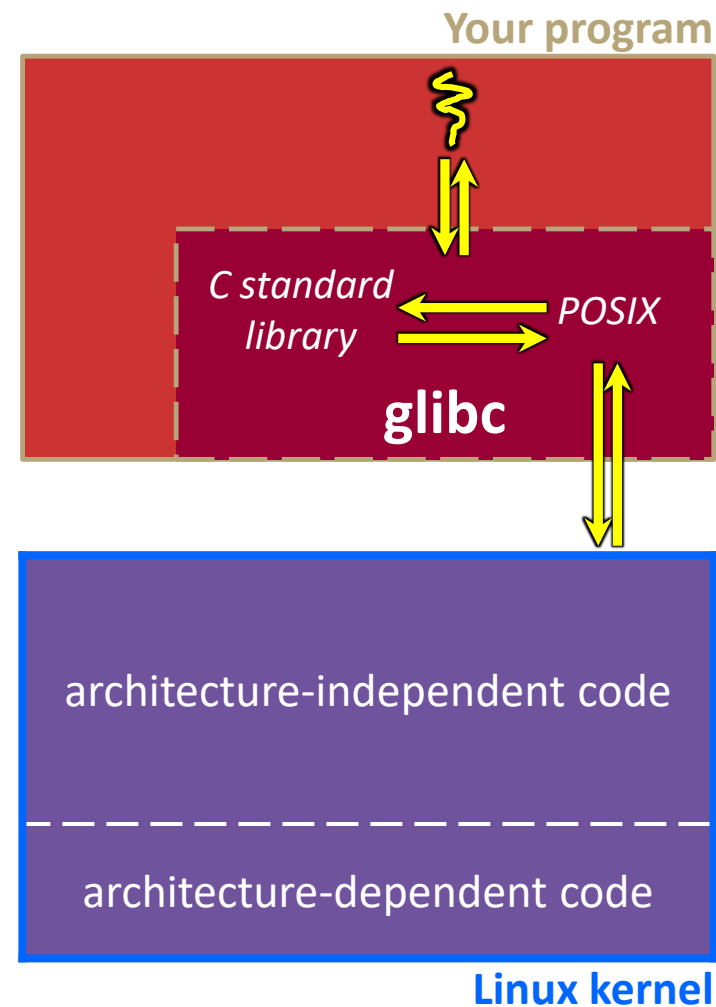 Your program
C standard
library
POSIX
glibc
architecture-independent code
architecture-dependent code
Linux kernel